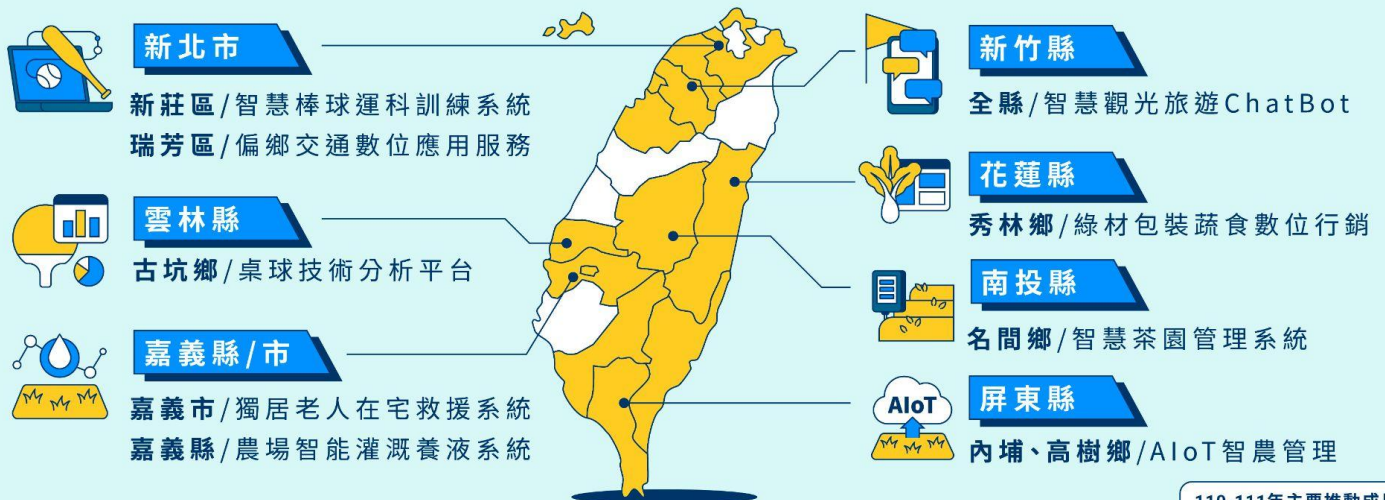 新北市
新莊區/智慧棒球運科訓練系統
瑞芳區/偏鄉交通數位應用服務
雲林縣
古坑鄉/桌球技術分析平台
嘉義縣/市
嘉義市/獨居老人在宅救援系統
嘉義縣/農場智能灌溉養液系統
新竹縣
全縣/智慧觀光旅遊ChatBot
花蓮縣
秀林鄉/綠材包裝蔬食數位行銷
南投縣
名間鄉/智慧茶園管理系統
AIoT
屏東縣
內埔、高樹鄉/AIoT智農管理